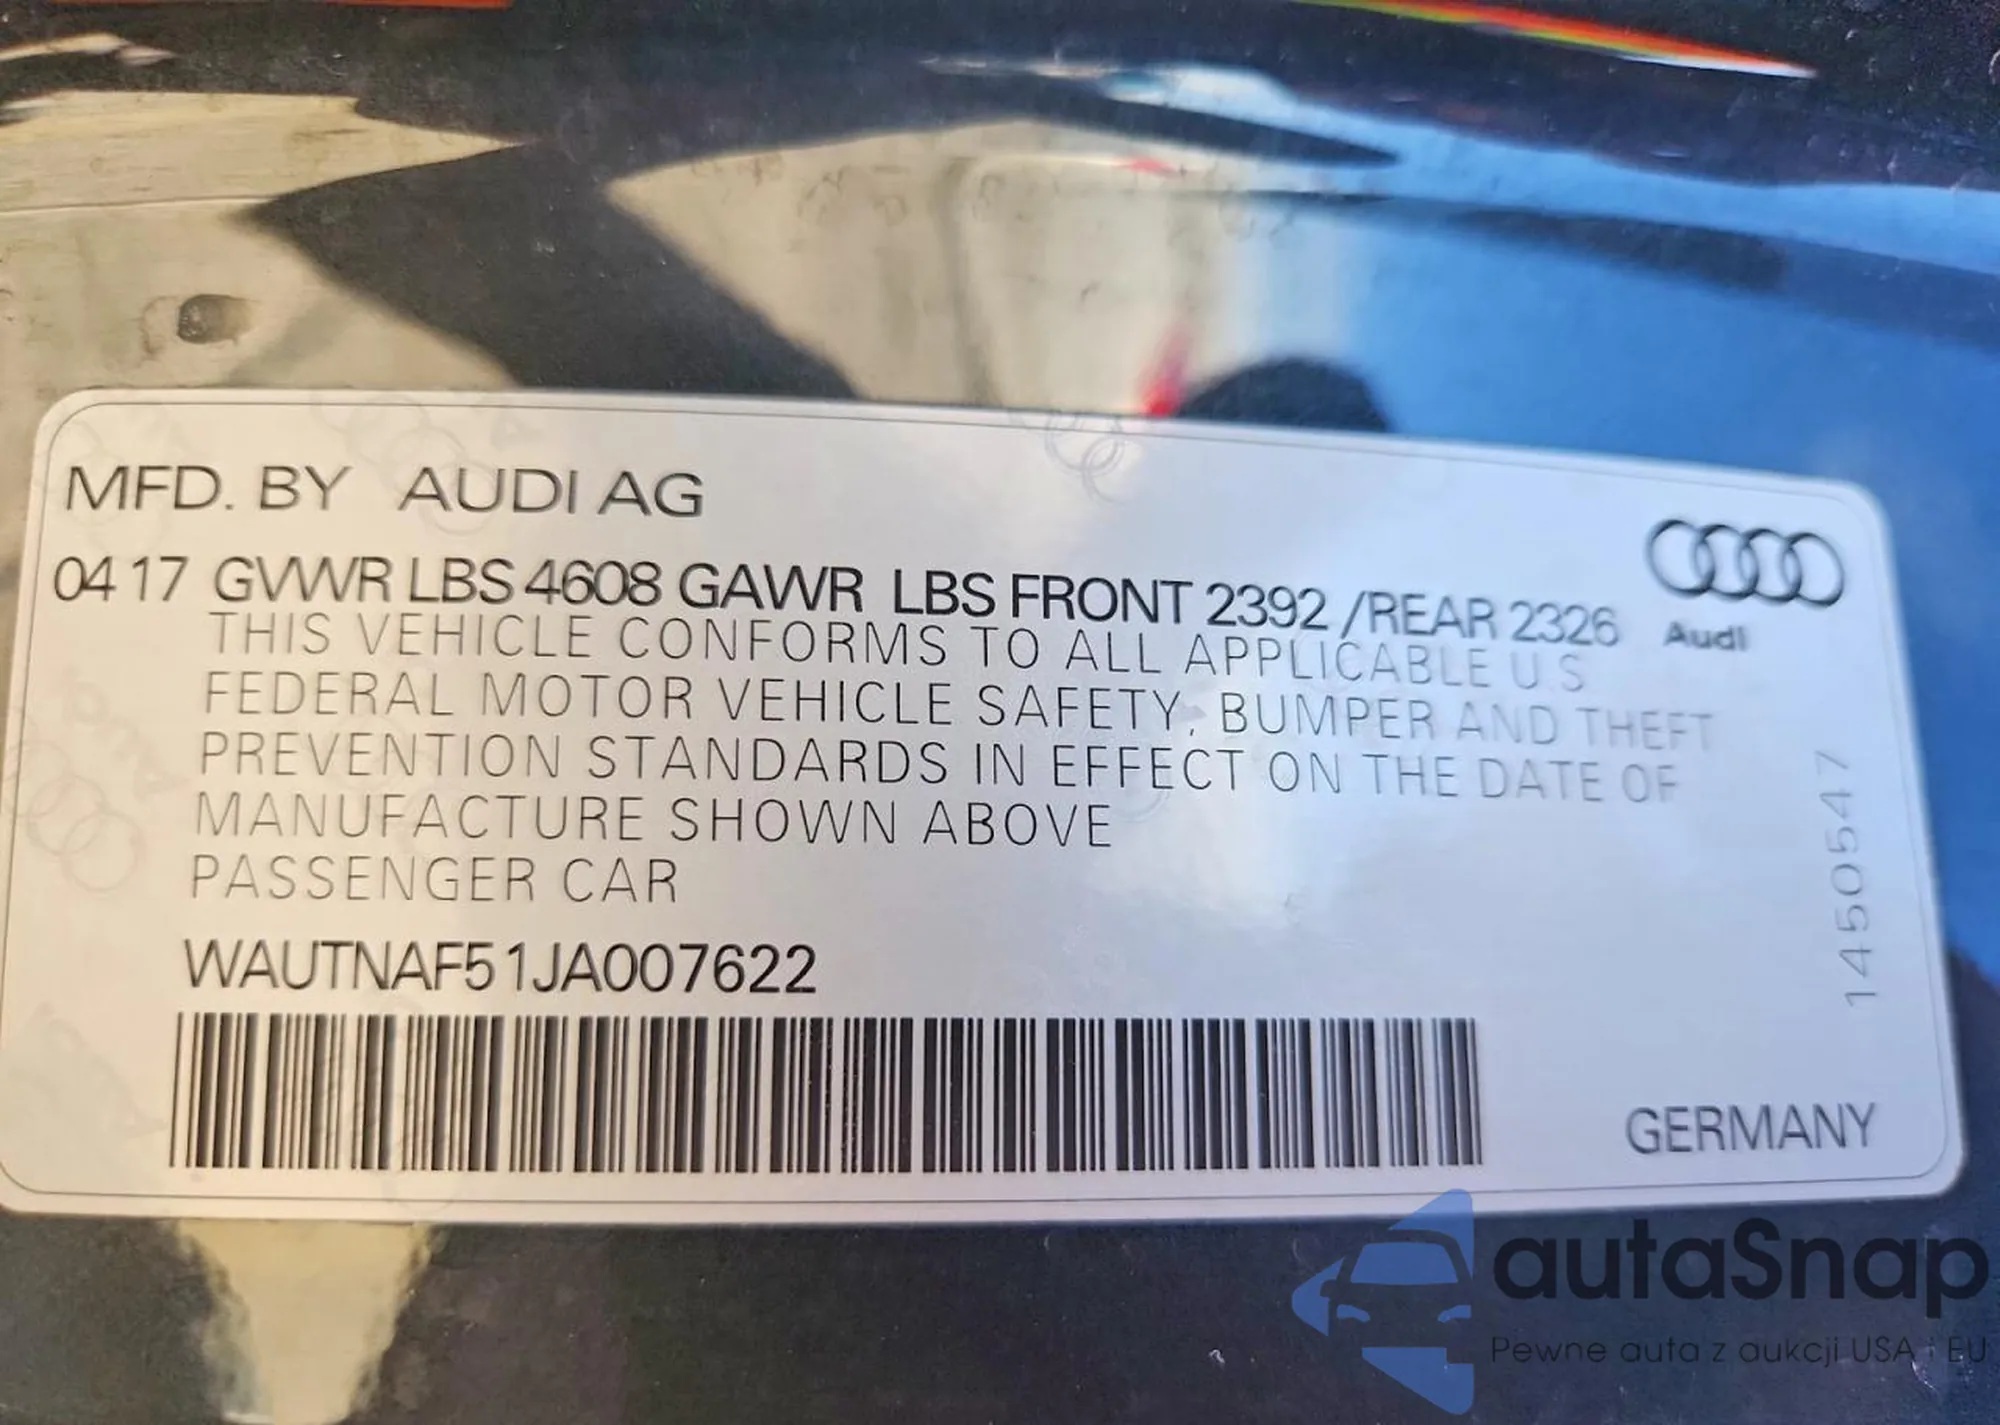 MFD. BY AUDI AG
04 17 GVWR LBS 4608 GAWR LBS FRONT 2392 /REAR 2326
Audi
THIS VEHICLE CONFORMS TO ALL APPLICABLE U.S
FEDERAL MOTOR VEHICLE SAFETY, BUMPER AND THEFT
PREVENTION STANDARDS IN EFFECT ON THE DATE OF
MANUFACTURE SHOWN ABOVE
PASSENGER CAR
1450547
WAUTNAF51JA007622
GERMANY
autaSnap
Pewne auta z aukcji USA i EU